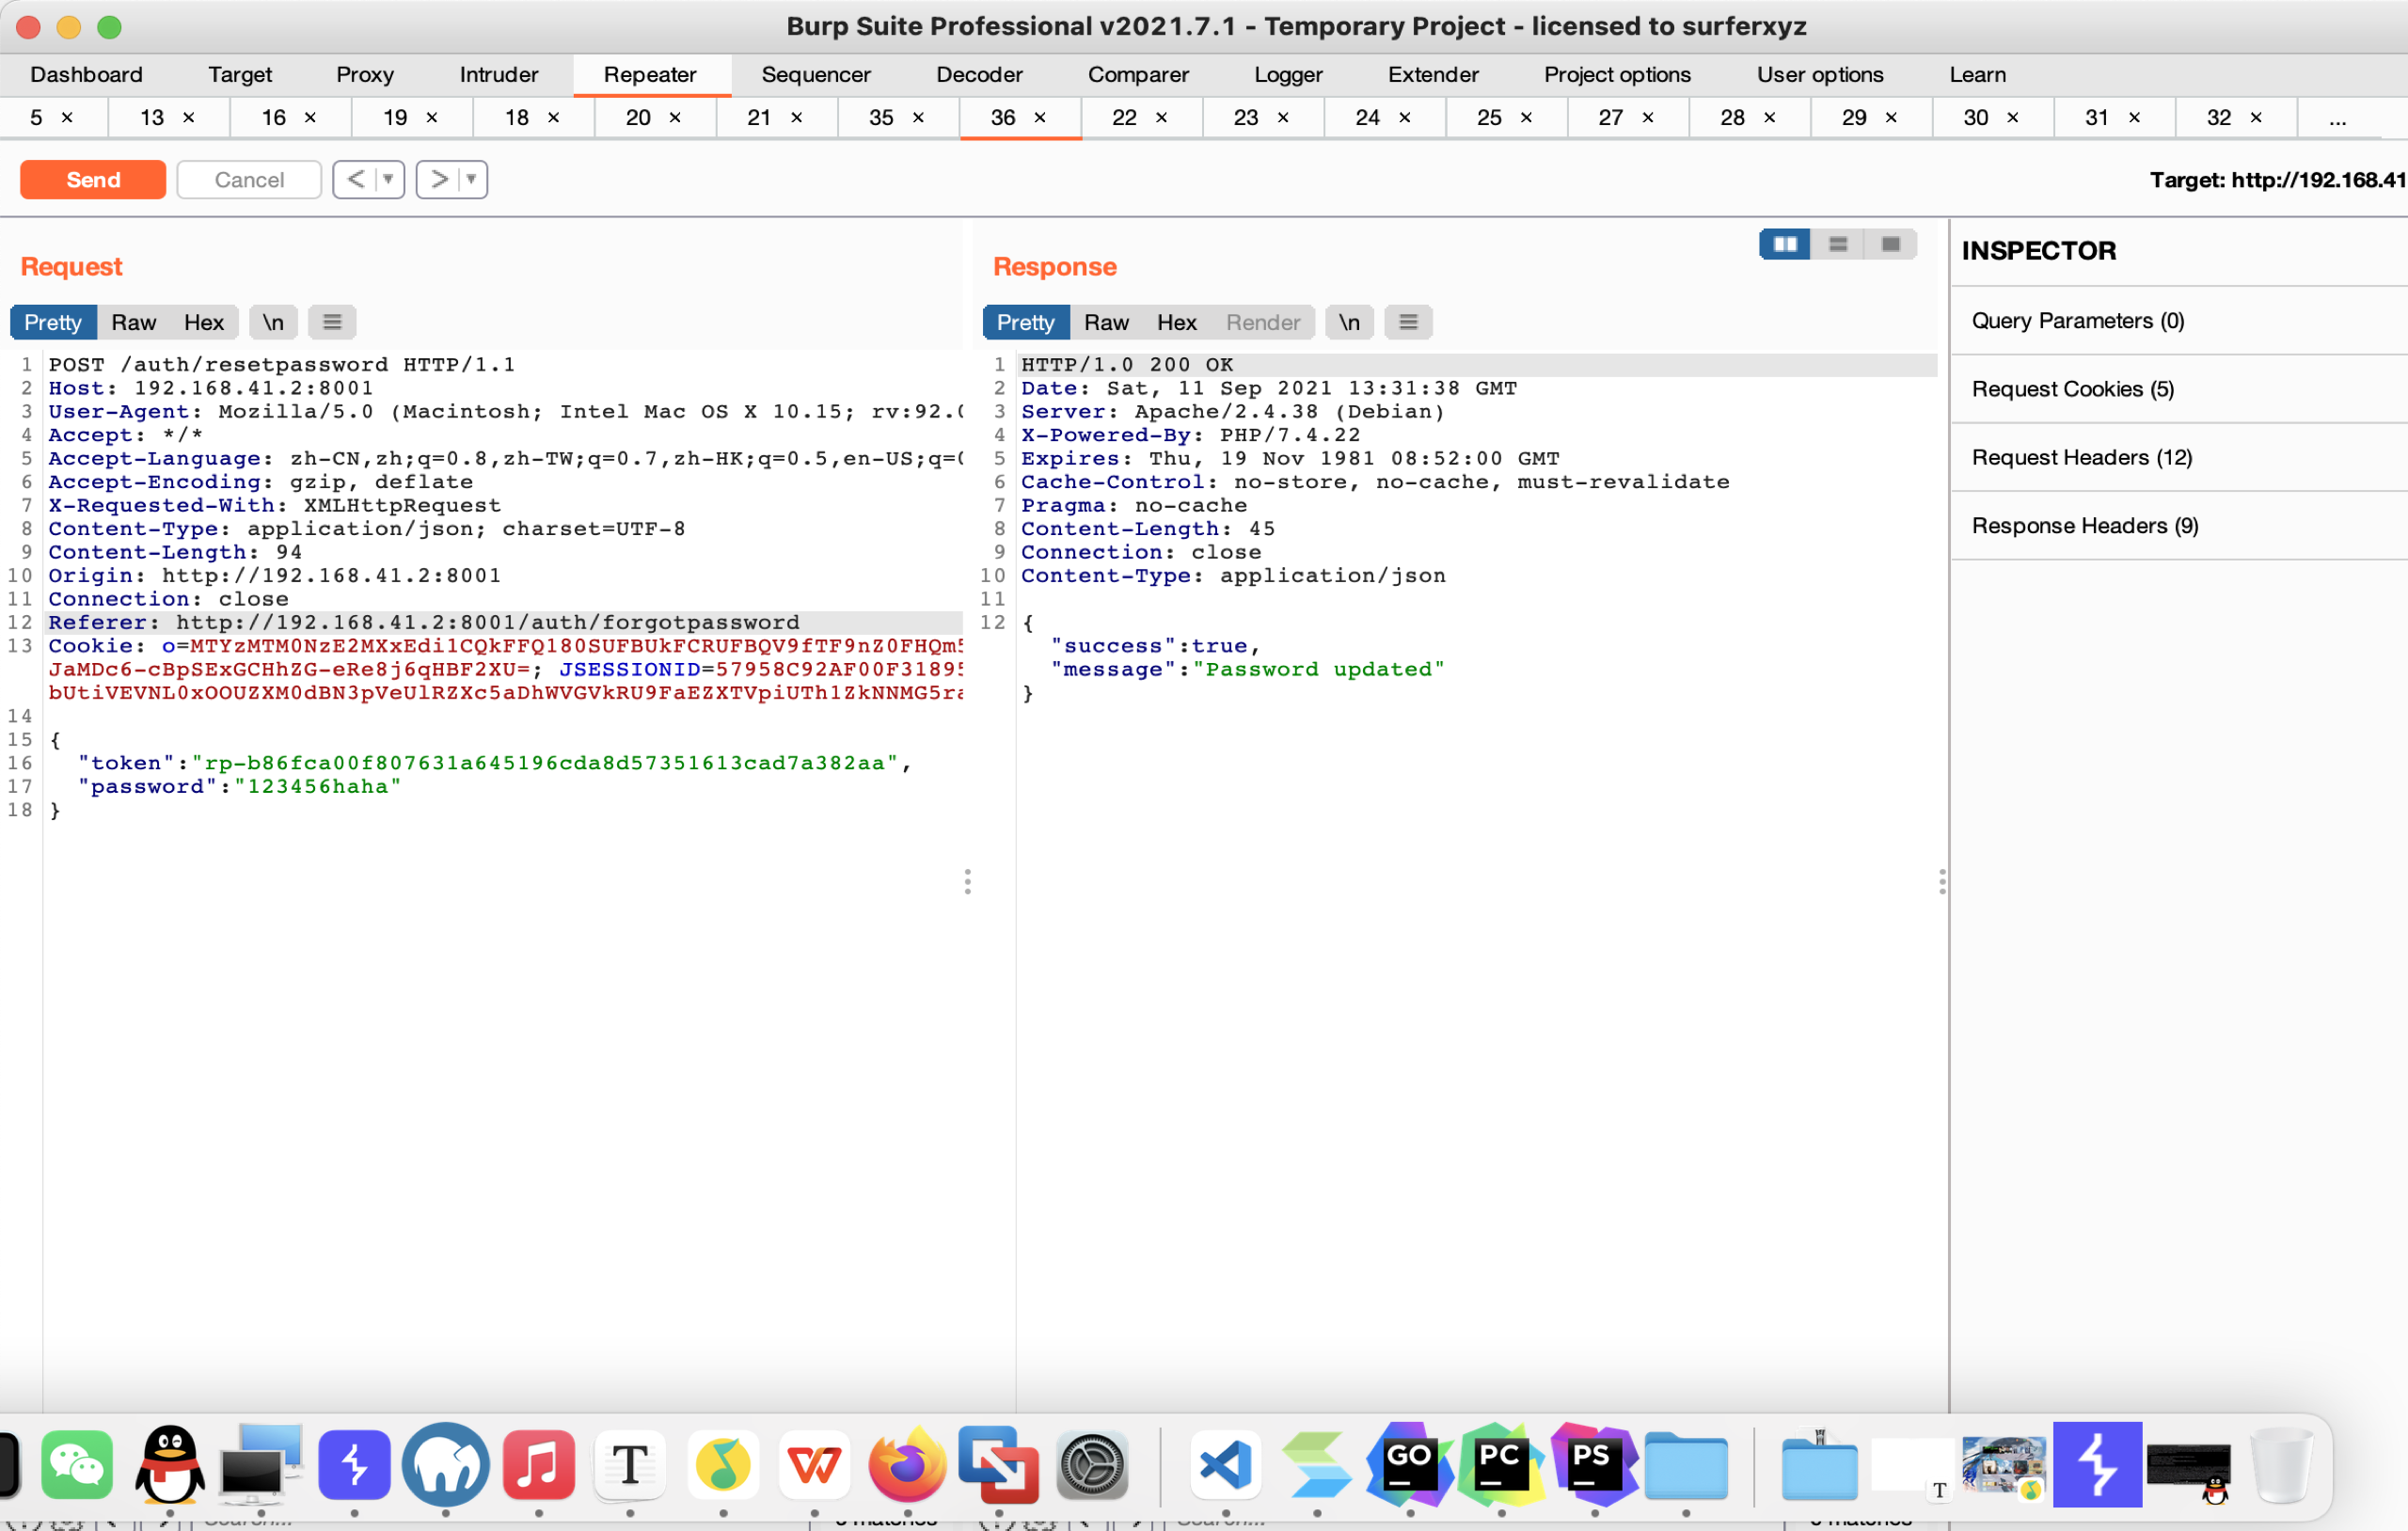 Burp Suite Professional v2021.7.1 - Temporary Project - licensed to surferxyz
Dashboard Target Proxy Intruder Repeater Sequencer Decoder Comparer Logger Extender Project options User options Learn
5 × 13 × 16 × 19 × 18 × 20 × 21 × 35 × 36 × 22 × 23 × 24 × 25 × 27 × 28 × 29 × 30 × 31 × 32 × ...
Send Cancel < > Target: http://192.168.41
Request
Pretty Raw Hex \n
1 POST /auth/resetpassword HTTP/1.1
2 Host: 192.168.41.2:8001
3 User-Agent: Mozilla/5.0 (Macintosh; Intel Mac OS X 10.15; rv:92.0
4 Accept: */*
5 Accept-Language: zh-CN,zh;q=0.8,zh-TW;q=0.7,zh-HK;q=0.5,en-US;q=0
6 Accept-Encoding: gzip, deflate
7 X-Requested-With: XMLHttpRequest
8 Content-Type: application/json; charset=UTF-8
9 Content-Length: 94
10 Origin: http://192.168.41.2:8001
11 Connection: close
12 Referer: http://192.168.41.2:8001/auth/forgotpassword
13 Cookie: o=MTYzMTM0NzE2MXxEdi1CQkFFQ180SUFBUkFCRUFBQV9fTF9nZ0FHQm5
JaMDc6-cBpSExGCHhZG-eRe8j6qHBF2XU=; JSESSIONID=57958C92AF00F31895
bUtiVEVNL0xOOUZXM0dBN3pVeUlRZXc5aDhWVGVkRU9FaEZXTVpiUTh1ZkNNMG5ra
14
15 {
16 "token":"rp-b86fca00f807631a645196cda8d57351613cad7a382aa",
17 "password":"123456haha"
18 }
Response
Pretty Raw Hex Render \n
1 HTTP/1.0 200 OK
2 Date: Sat, 11 Sep 2021 13:31:38 GMT
3 Server: Apache/2.4.38 (Debian)
4 X-Powered-By: PHP/7.4.22
5 Expires: Thu, 19 Nov 1981 08:52:00 GMT
6 Cache-Control: no-store, no-cache, must-revalidate
7 Pragma: no-cache
8 Content-Length: 45
9 Connection: close
10 Content-Type: application/json
11
12 {
"success":true,
"message":"Password updated"
}
INSPECTOR
Query Parameters (0)
Request Cookies (5)
Request Headers (12)
Response Headers (9)
T GO PC PS T